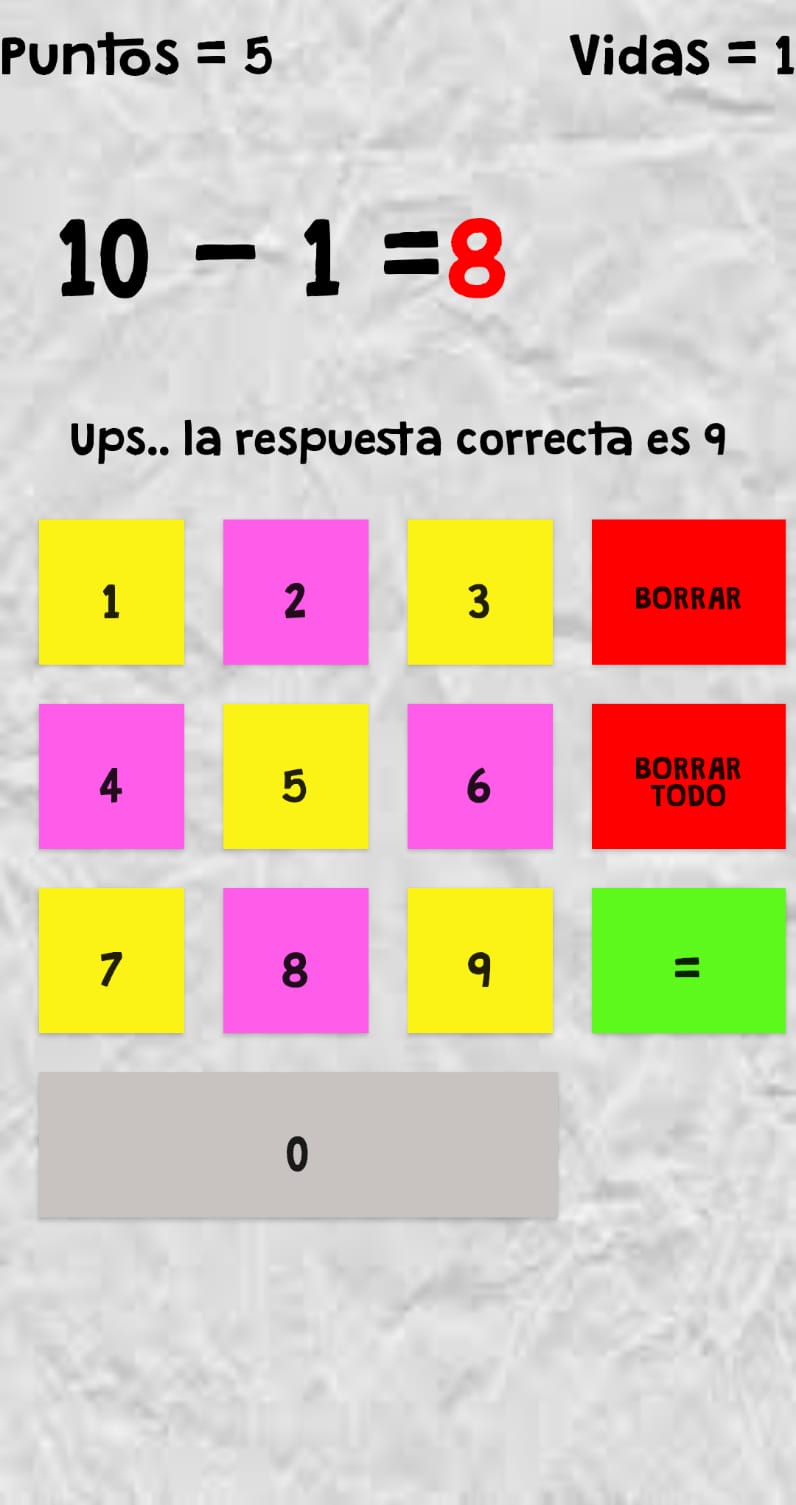 Puntos = 5 Vidas = 1
10 - 1 =8
Ups.. la respuesta correcta es 9
1 2 3 BORRAR
4 5 6 BORRAR
TODO
7 8 9 =
0